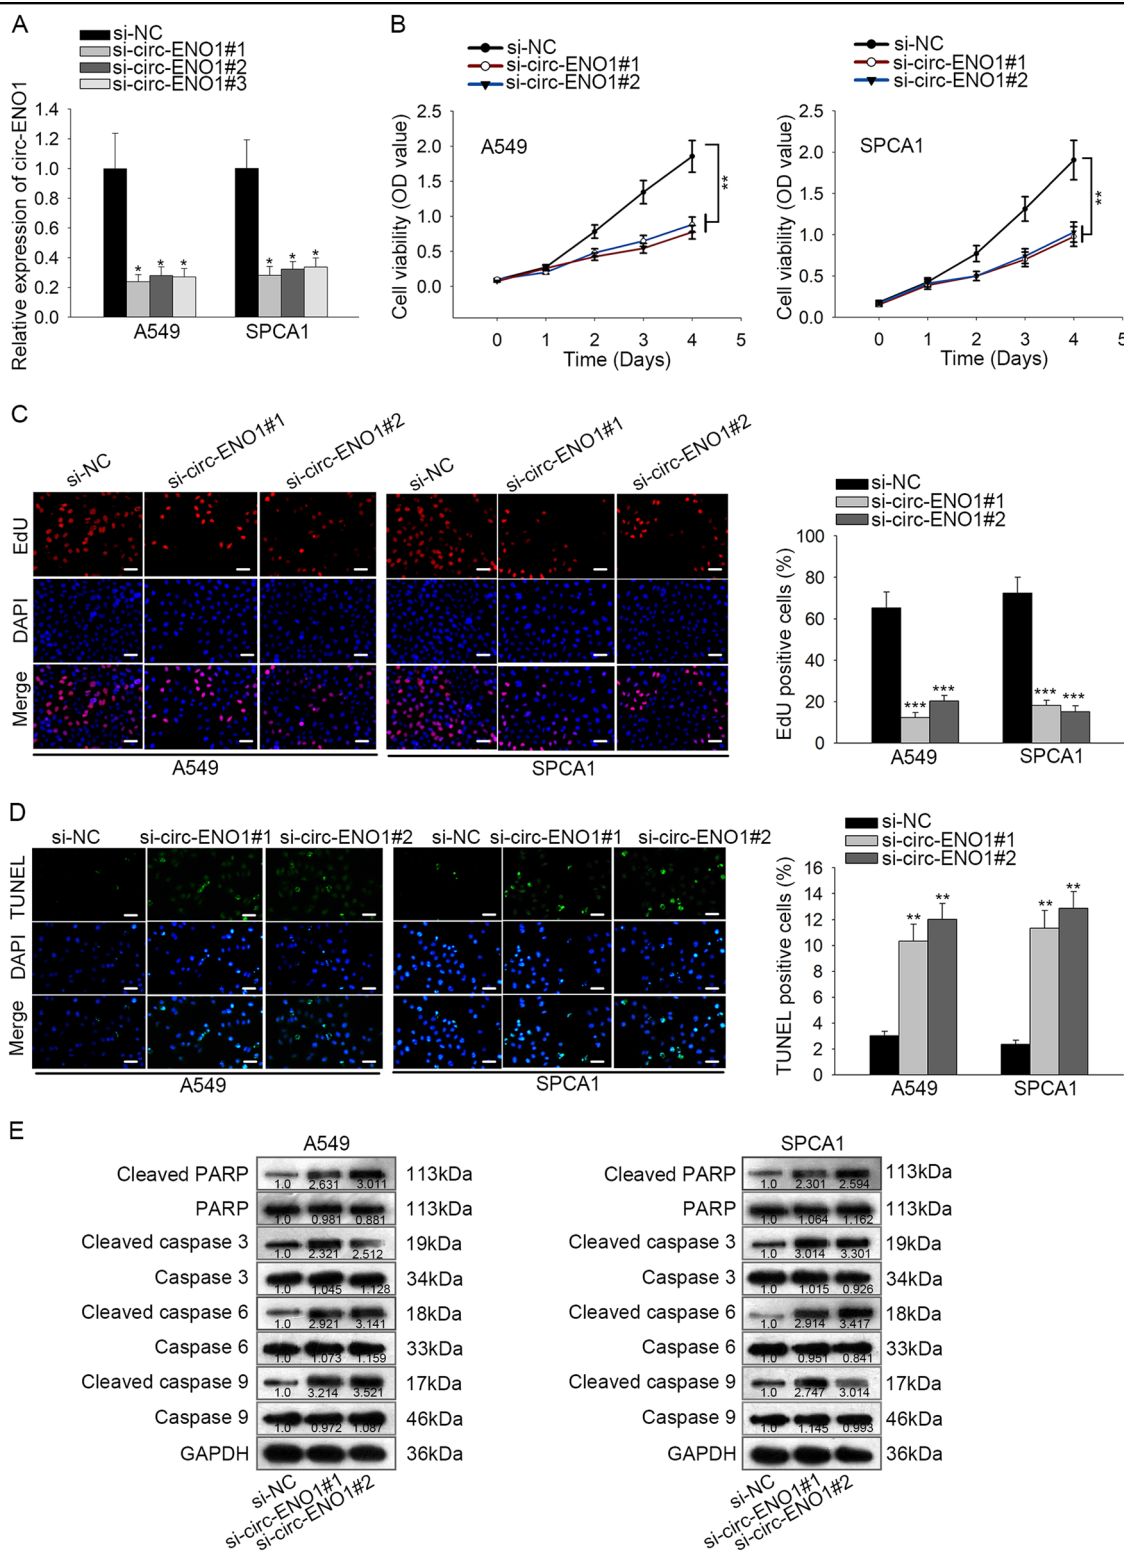 A
si-NC
si-circ-ENO1#1
si-circ-ENO1#2
si-circ-ENO1#3
Relative expression of circ-ENO1
1.4
1.2
1.0
0.8
0.6
0.4
0.2
0.0
* * *
* * *
A549 SPCA1
B
si-NC
si-circ-ENO1#1
si-circ-ENO1#2
A549
Cell viability (OD value)
2.5
2.0
1.5
1.0
0.5
0.0
**
0 1 2 3 4 5
Time (Days)
si-NC
si-circ-ENO1#1
si-circ-ENO1#2
SPCA1
Cell viability (OD value)
2.5
2.0
1.5
1.0
0.5
0.0
**
0 1 2 3 4 5
Time (Days)
C
si-NC si-circ-ENO1#1 si-circ-ENO1#2 si-NC si-circ-ENO1#1 si-circ-ENO1#2
EdU
DAPI
Merge
A549 SPCA1
si-NC
si-circ-ENO1#1
si-circ-ENO1#2
EdU positive cells (%)
100
80
60
40
20
0
*** *** *** ***
A549 SPCA1
D
si-NC si-circ-ENO1#1 si-circ-ENO1#2 si-NC si-circ-ENO1#1 si-circ-ENO1#2
TUNEL
DAPI
Merge
A549 SPCA1
si-NC
si-circ-ENO1#1
si-circ-ENO1#2
TUNEL positive cells (%)
16
14
12
10
8
6
4
2
0
** ** ** **
A549 SPCA1
E
A549
Cleaved PARP 1.0 2.631 3.011 113kDa
PARP 1.0 0.981 0.881 113kDa
Cleaved caspase 3 1.0 2.321 2.512 19kDa
Caspase 3 1.0 1.045 1.128 34kDa
Cleaved caspase 6 1.0 2.921 3.141 18kDa
Caspase 6 1.0 1.073 1.159 33kDa
Cleaved caspase 9 1.0 3.214 3.521 17kDa
Caspase 9 1.0 0.972 1.087 46kDa
GAPDH 36kDa
si-NC
si-circ-ENO1#1
si-circ-ENO1#2
SPCA1
Cleaved PARP 1.0 2.301 2.594 113kDa
PARP 1.0 1.064 1.162 113kDa
Cleaved caspase 3 1.0 3.014 3.301 19kDa
Caspase 3 1.0 1.015 0.926 34kDa
Cleaved caspase 6 1.0 2.914 3.417 18kDa
Caspase 6 1.0 0.951 0.841 33kDa
Cleaved caspase 9 1.0 2.747 3.014 17kDa
Caspase 9 1.0 1.145 0.993 46kDa
GAPDH 36kDa
si-NC
si-circ-ENO1#1
si-circ-ENO1#2